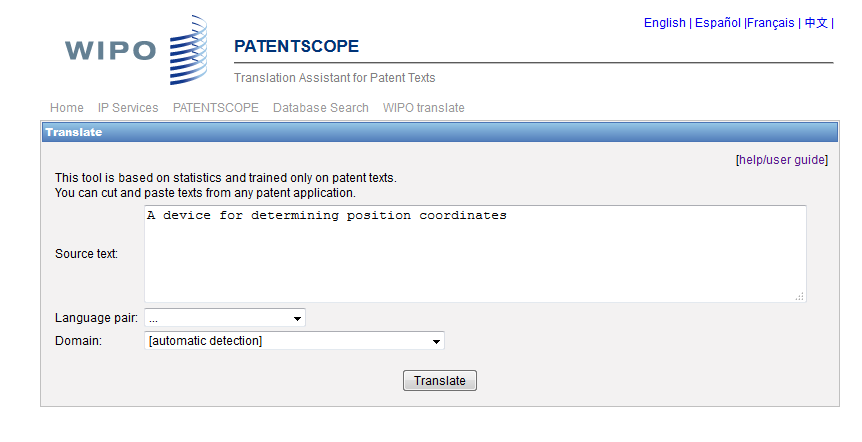 English | Español |Français | 中文 |
WIPO
PATENTSCOPE
Translation Assistant for Patent Texts
Home IP Services PATENTSCOPE Database Search WIPO translate
Translate
[help/user guide]
This tool is based on statistics and trained only on patent texts.
You can cut and paste texts from any patent application.
A device for determining position coordinates
Source text:
Language pair: ...
Domain: [automatic detection]
Translate